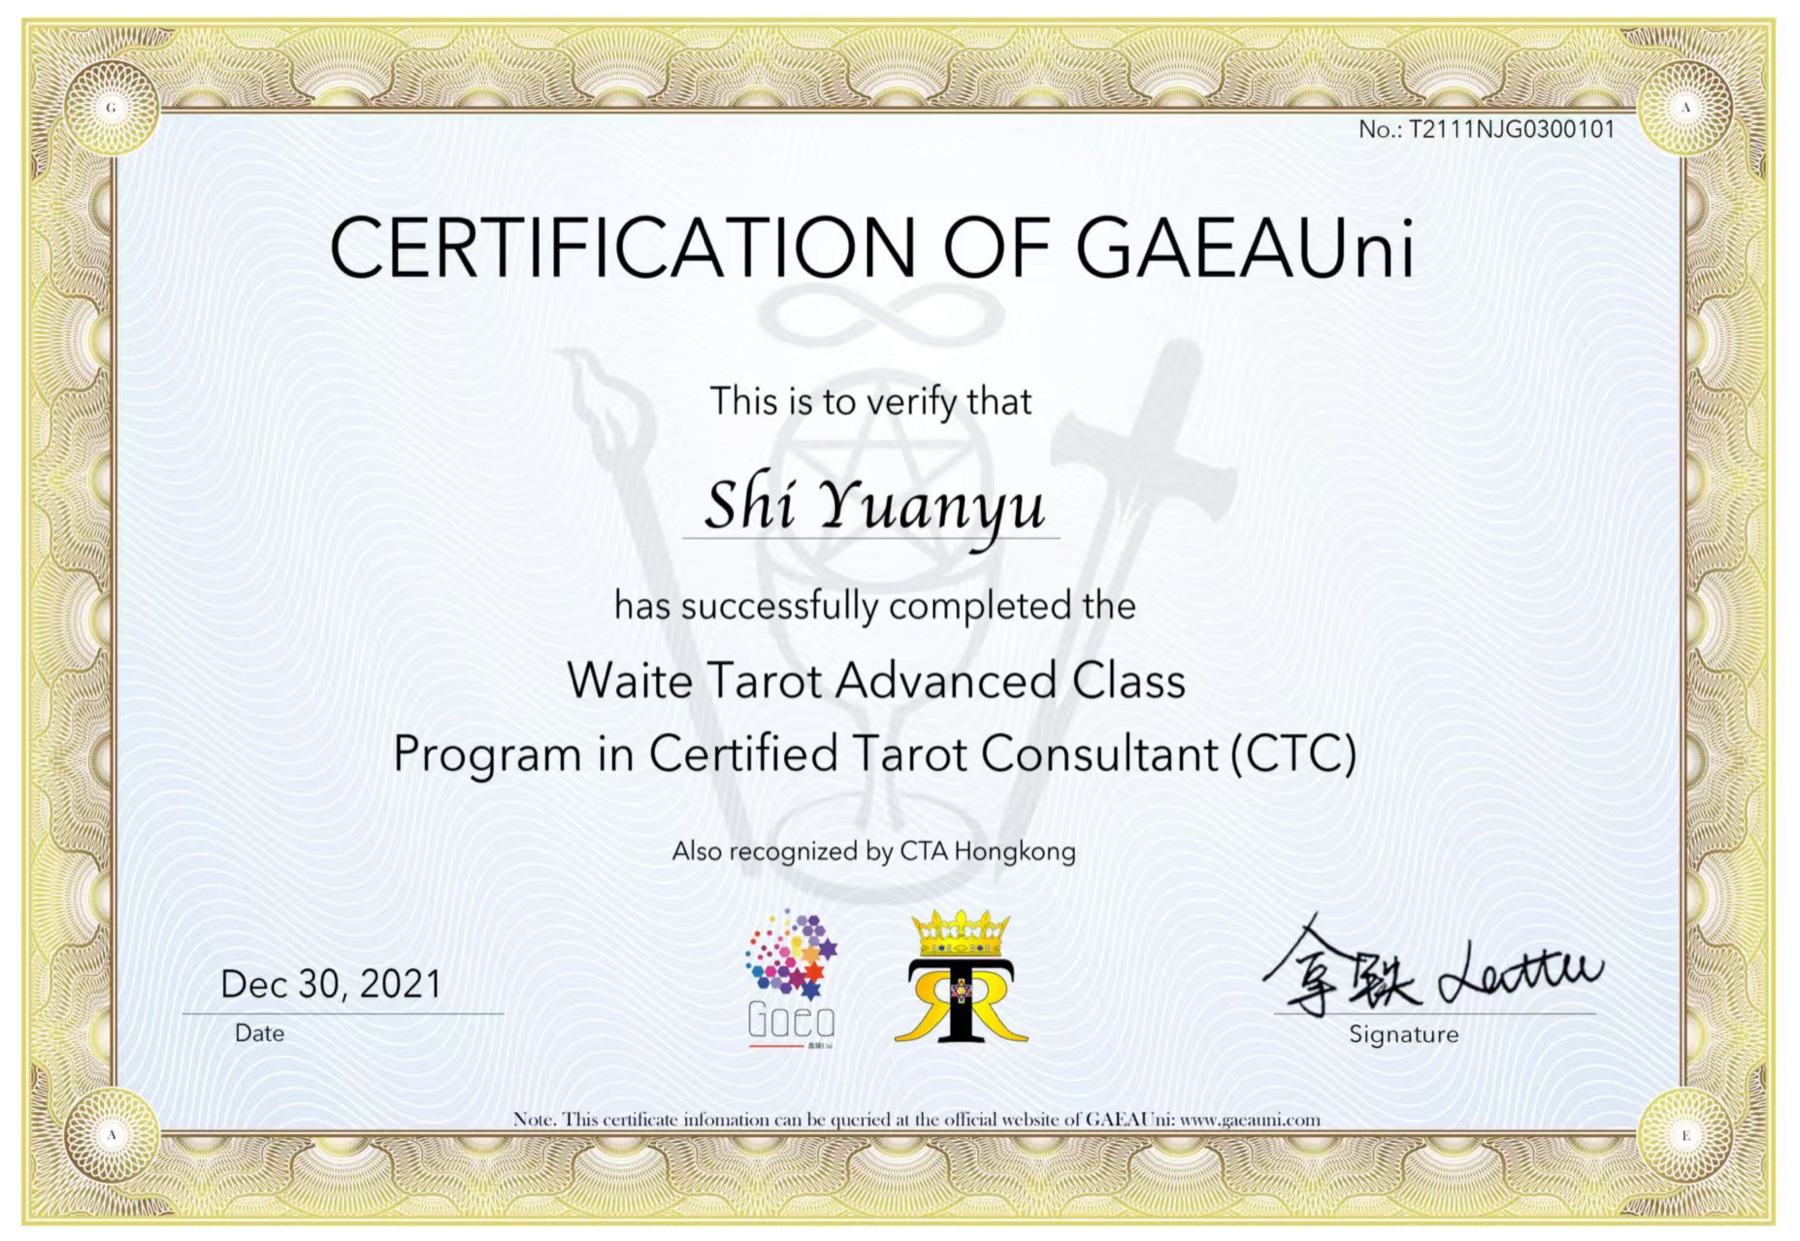 G
A
No.: T2111NJG0300101
CERTIFICATION OF GAEAUni
This is to verify that
Shi Yuanyu
has successfully completed the
Waite Tarot Advanced Class
Program in Certified Tarot Consultant (CTC)
Also recognized by CTA Hongkong
Dec 30, 2021
Date
Gaea
Uni
TR
Signature
Note. This certificate infomation can be queried at the official website of GAEAUni: www.gaeauni.com
A
E